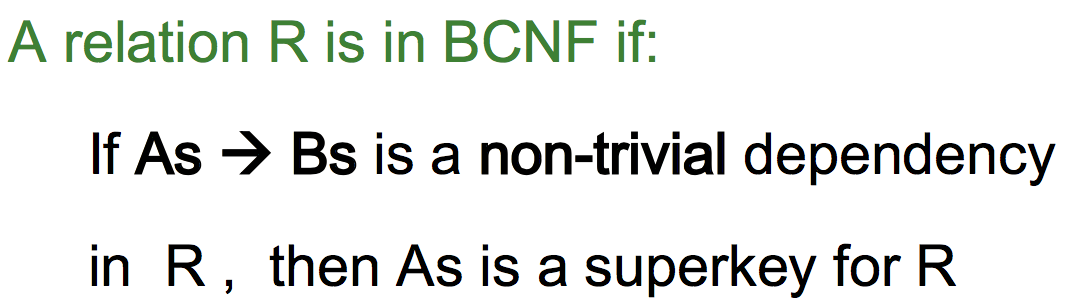 A relation R is in BCNF if:
If As → Bs is a non-trivial dependency
in R , then As is a superkey for R